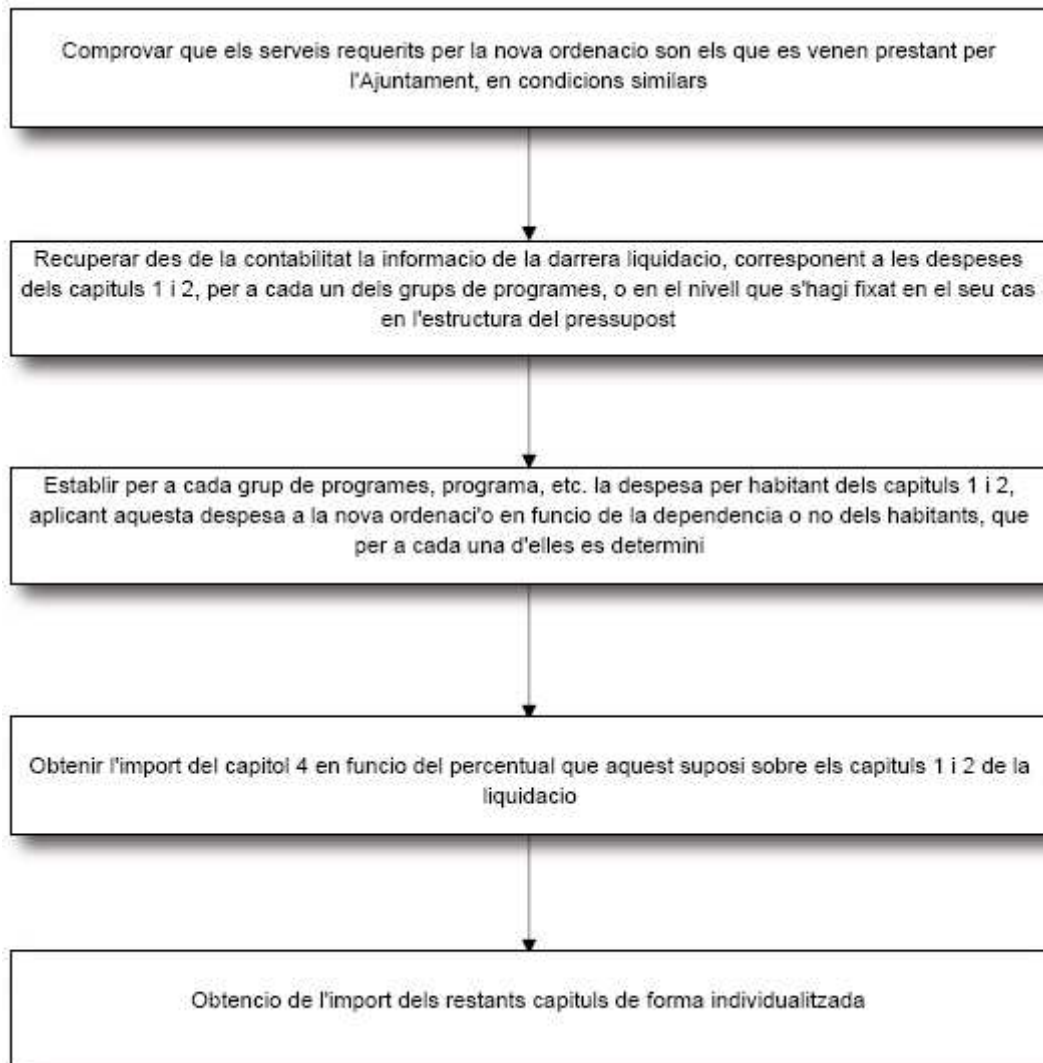 Comprovar que els serveis requerits per la nova ordenacio son els que es venen prestant per
l'Ajuntament, en condicions similars
Recuperar des de la contabilitat la informacio de la darrera liquidacio, corresponent a les despeses
dels capituls 1 i 2, per a cada un dels grups de programes, o en el nivell que s'hagi fixat en el seu cas
en l'estructura del pressupost
Establir per a cada grup de programes, programa, etc. la despesa per habitant dels capituls 1 i 2,
aplicant aquesta despesa a la nova ordenaci'o en funcio de la dependencia o no dels habitants, que
per a cada una d'elles es determini
Obtenir l'import del capitol 4 en funcio del percentual que aquest suposi sobre els capituls 1 i 2 de la
liquidacio
Obtencio de l'import dels restants capituls de forma individualitzada